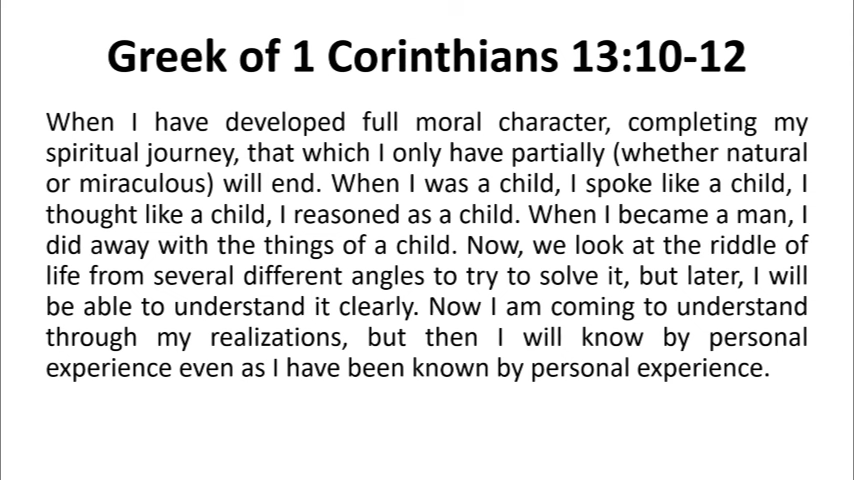 Greek of 1 Corinthians 13:10-12
When I have developed full moral character, completing my
spiritual journey, that which I only have partially (whether natural
or miraculous) will end. When I was a child, I spoke like a child, I
thought like a child, I reasoned as a child. When I became a man, I
did away with the things of a child. Now, we look at the riddle of
life from several different angles to try to solve it, but later, I will
be able to understand it clearly. Now I am coming to understand
through my realizations, but then I will know by personal
experience even as I have been known by personal experience.